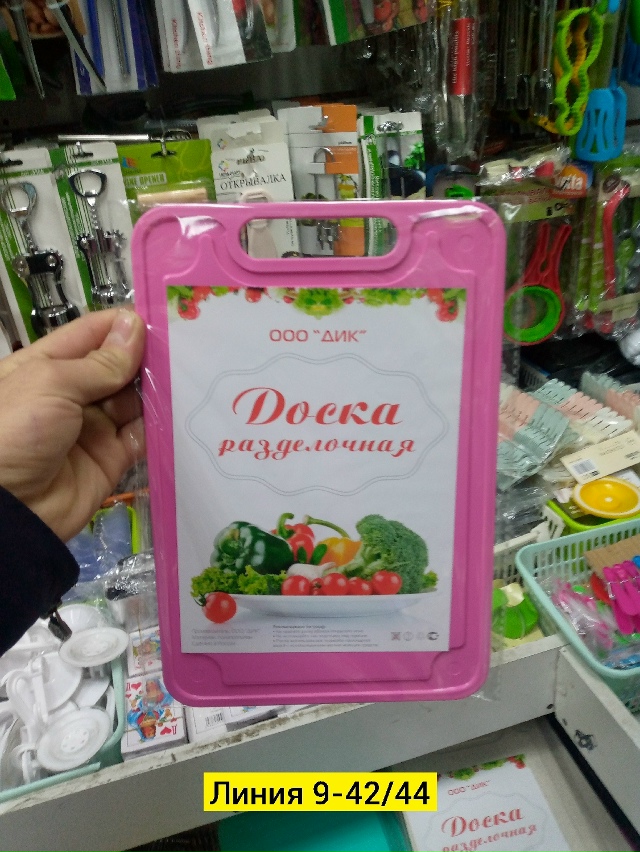 ОТКРЫВАЛКА
ООО "ДИК"
Доска
разделочная
ООО "ДИК"
Доска
разделочная
Линия 9-42/44